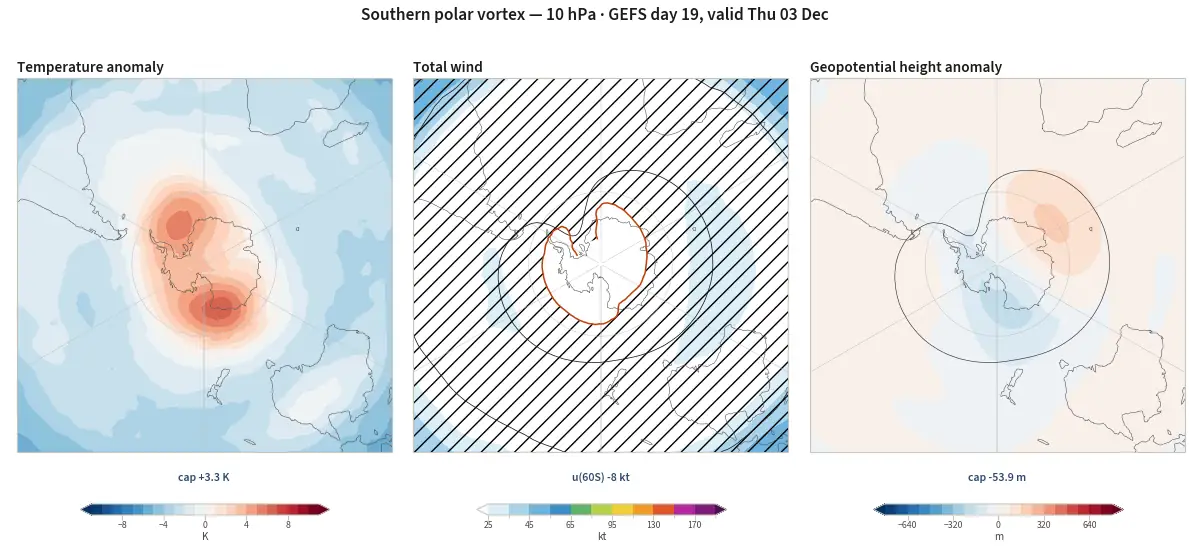 Southern polar vortex — 10 hPa · GEFS day 19, valid Thu 03 Dec
Temperature anomaly
Total wind
Geopotential height anomaly
cap +3.3 K
u(60S) -8 kt
cap -53.9 m
−8 −4 0 4 8
K
25 45 65 95 130 170
kt
−640 −320 0 320 640
m